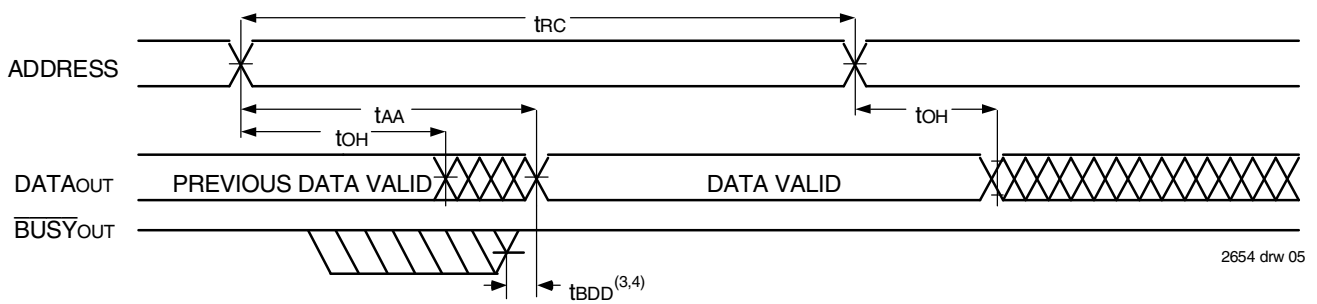 tRC
ADDRESS
tAA
tOH
tOH
DATAOUT
PREVIOUS DATA VALID
DATA VALID
BUSYOUT
2654 drw 05
tBDD(3,4)